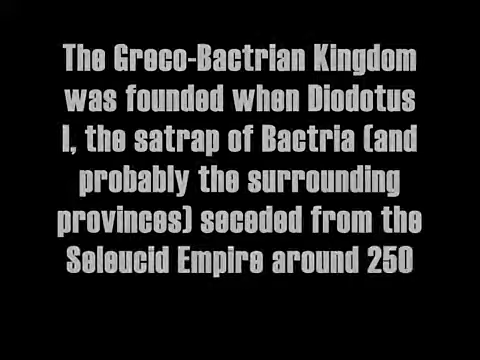 The Greco-Bactrian Kingdom
was founded when Diodotus
I, the satrap of Bactria (and
probably the surrounding
provinces) seceded from the
Seleucid Empire around 250